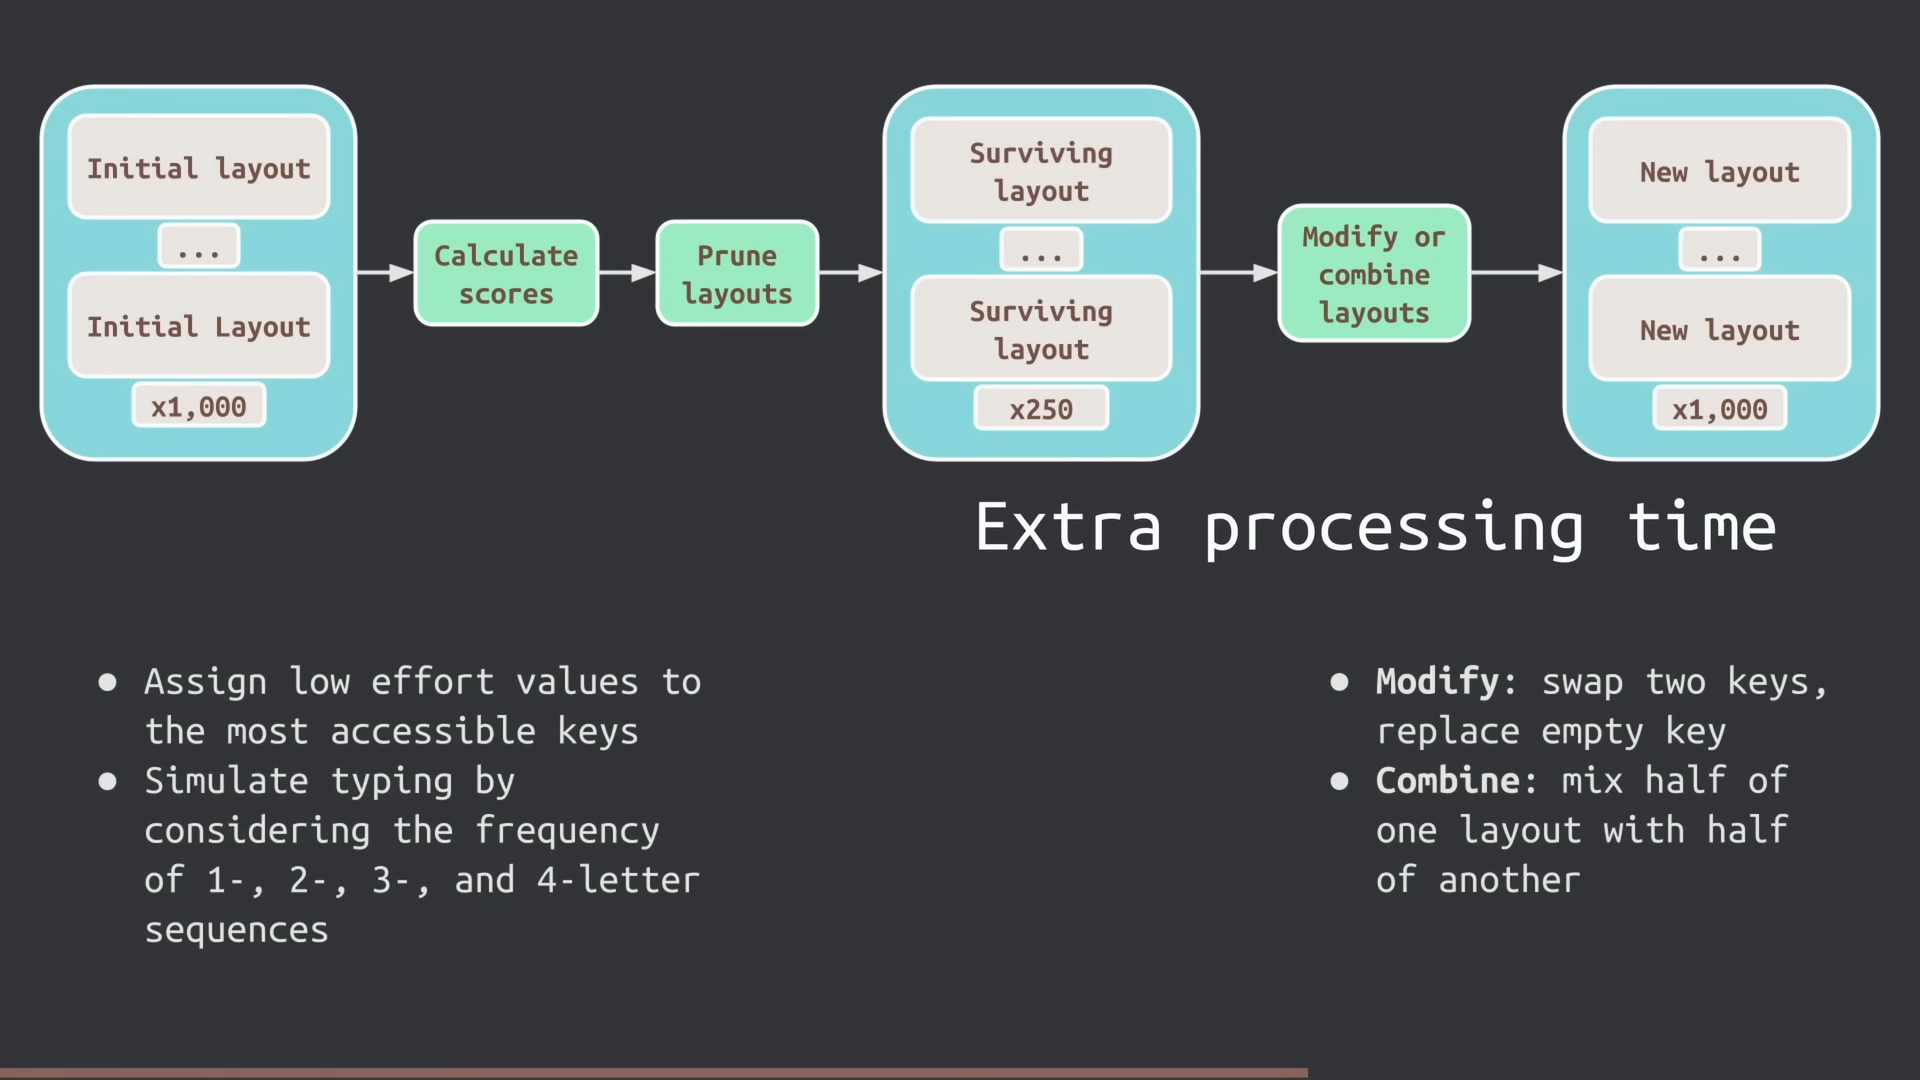 Initial layout
...
Initial Layout
x1,000
Calculate
scores
Prune
layouts
Surviving
layout
...
Surviving
layout
x250
Modify or
combine
layouts
New layout
...
New layout
x1,000
Extra processing time
● Assign low effort values to
the most accessible keys
● Simulate typing by
considering the frequency
of 1-, 2-, 3-, and 4-letter
sequences
● Modify: swap two keys,
replace empty key
● Combine: mix half of
one layout with half
of another